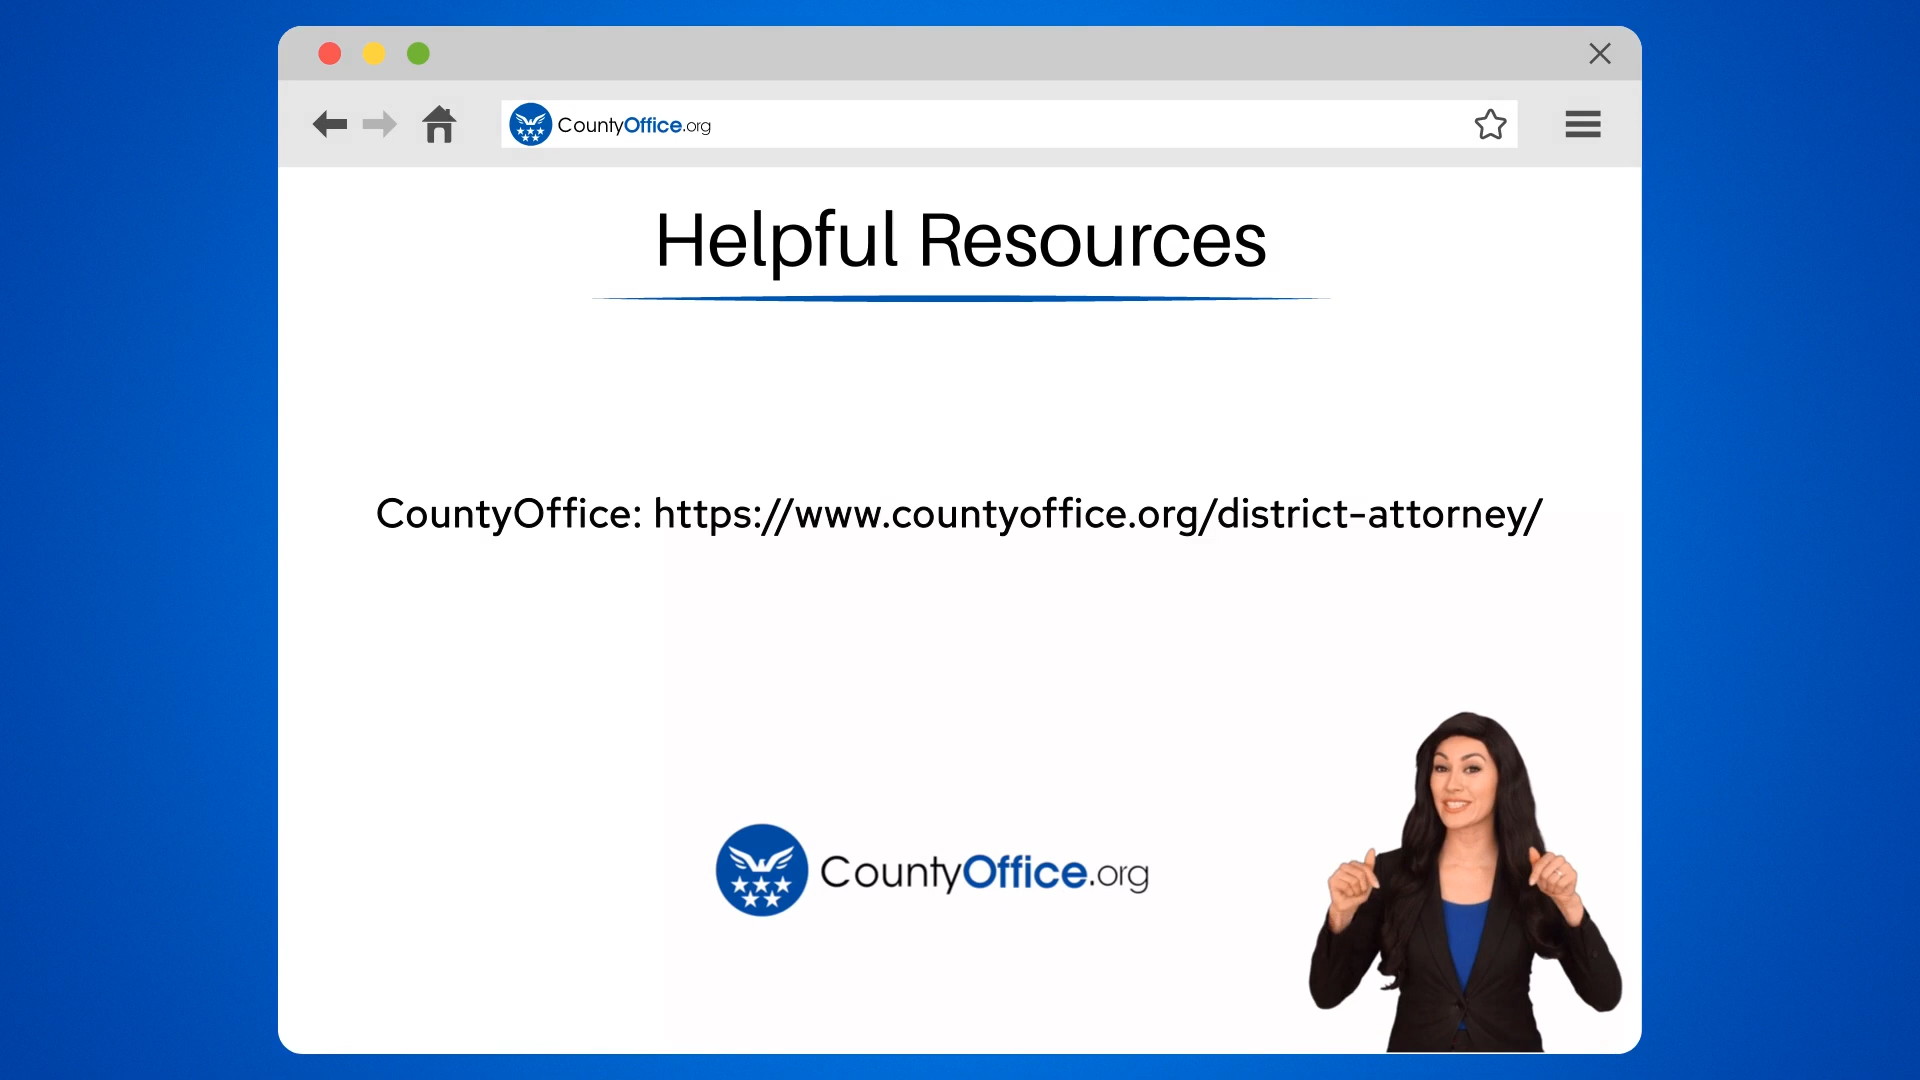 CountyOffice.org
Helpful Resources
CountyOffice: https://www.countyoffice.org/district-attorney/
CountyOffice.org